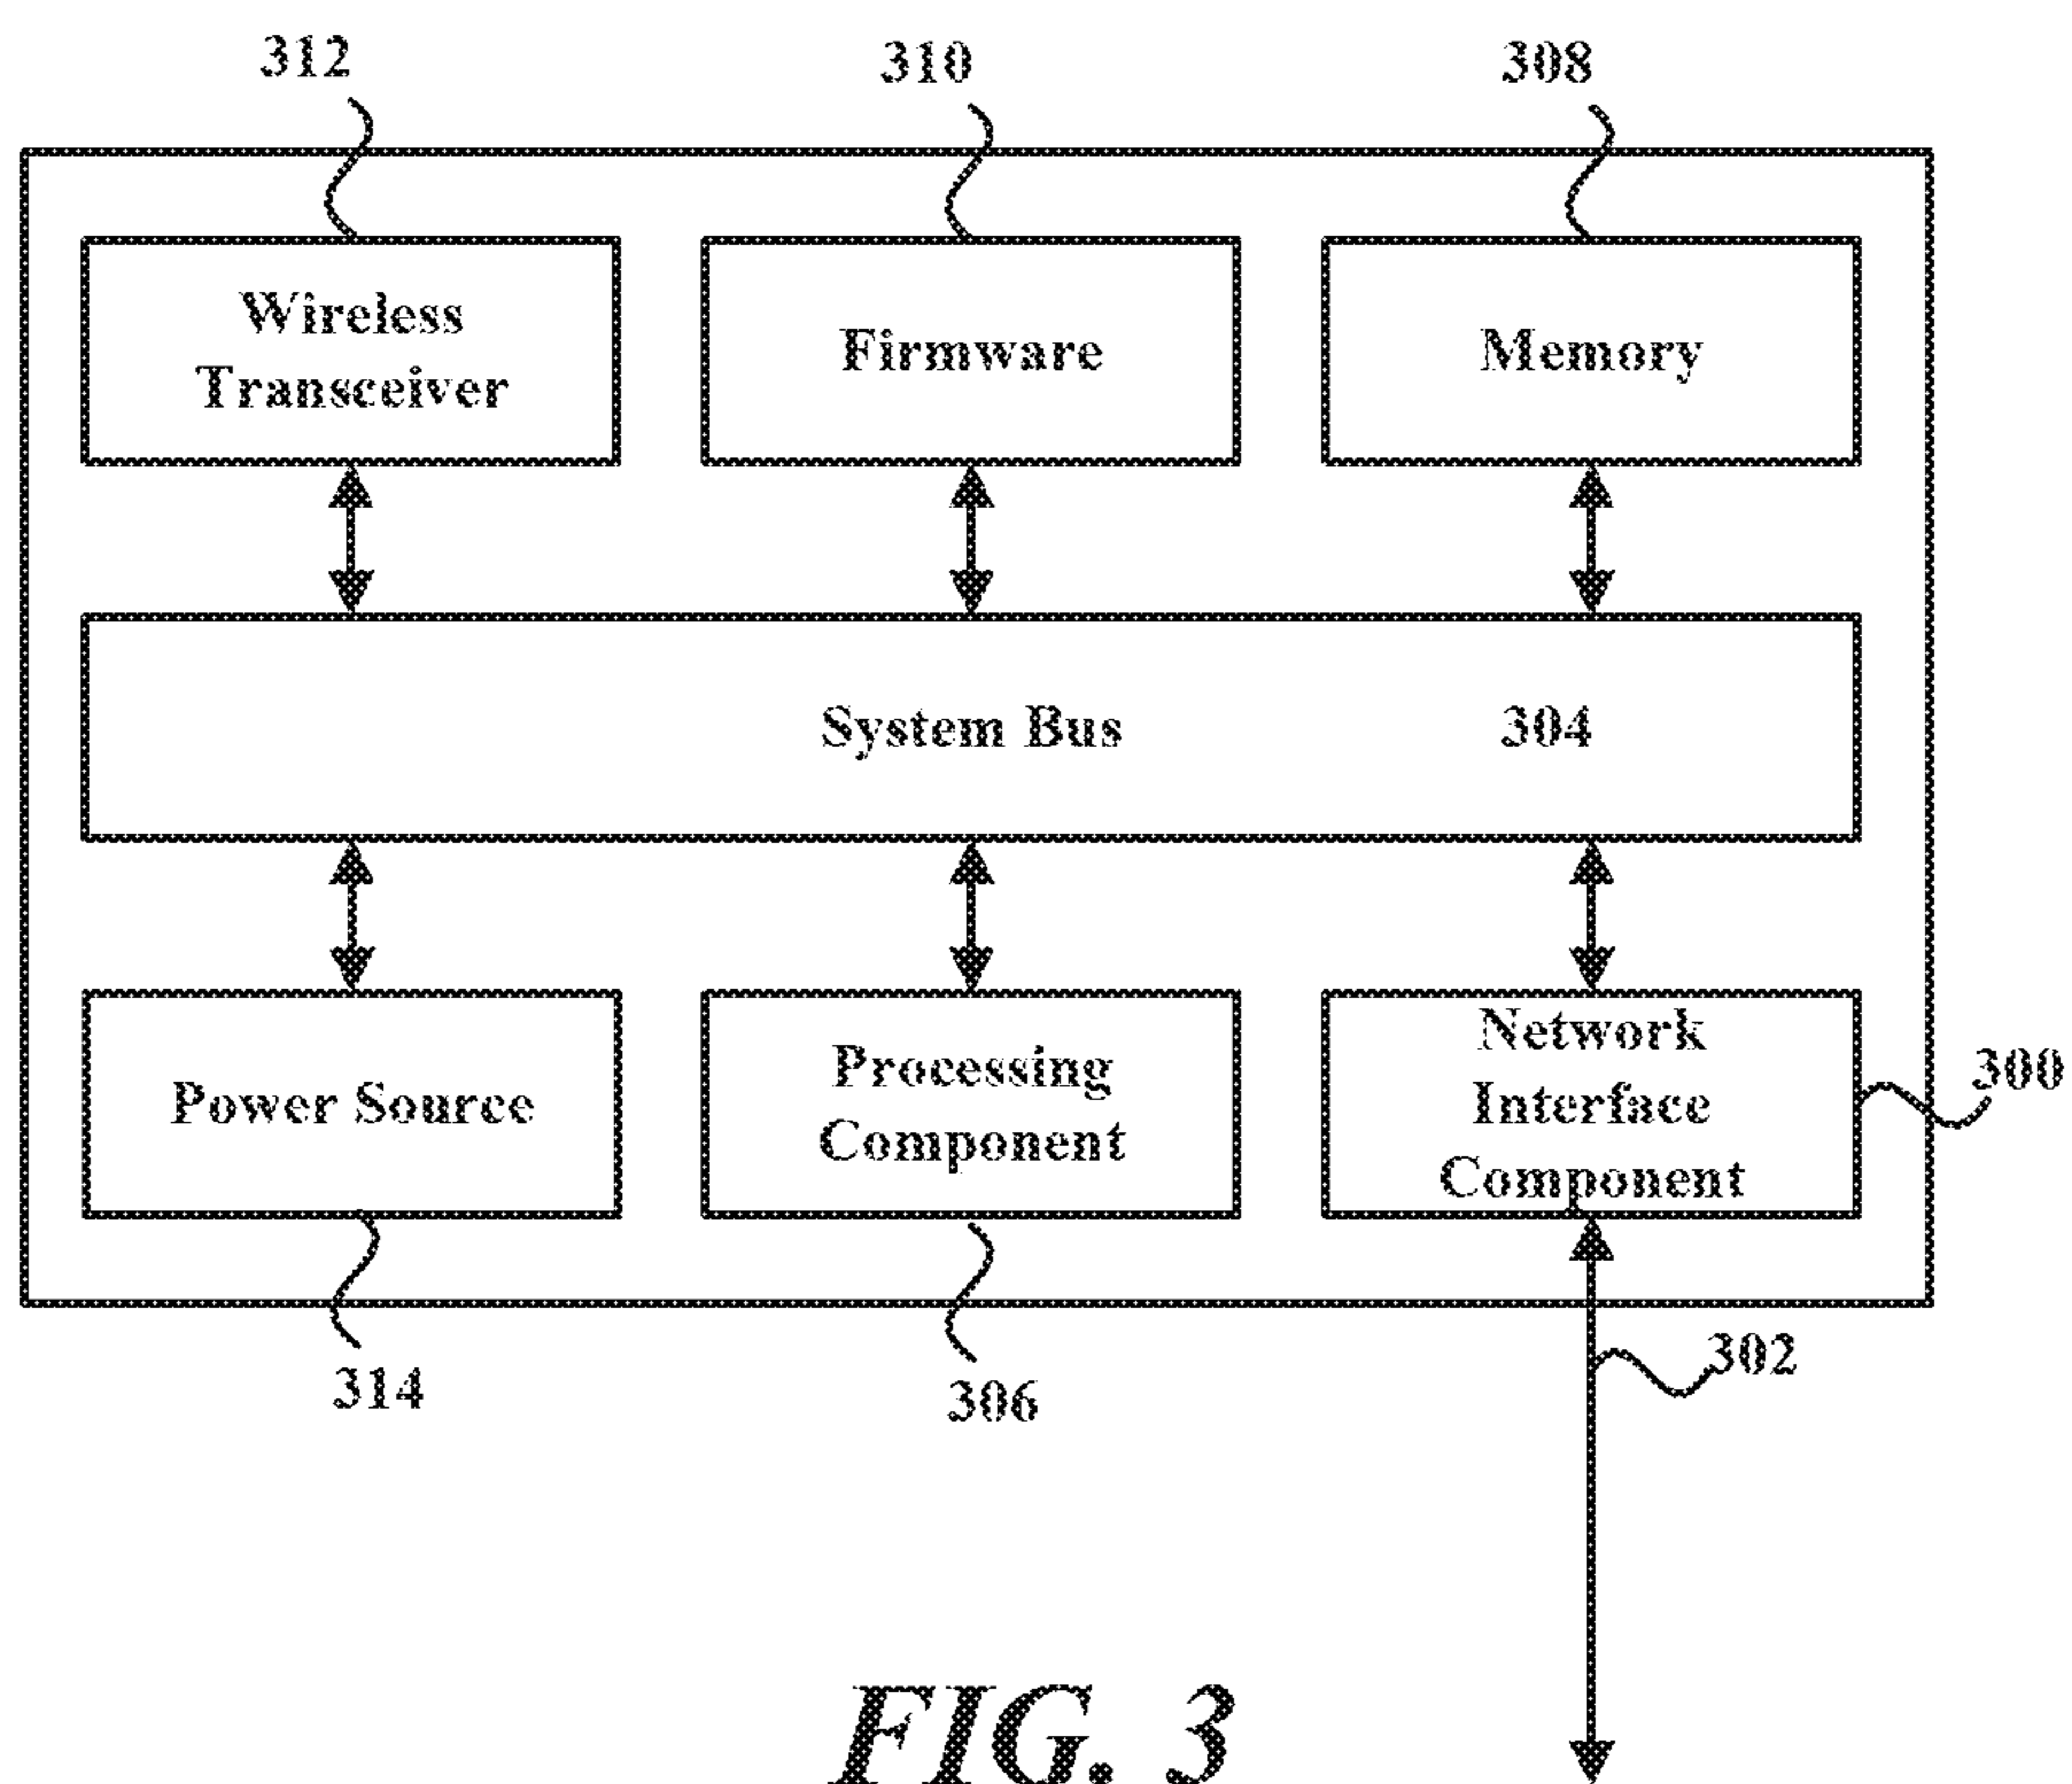 312
310
308
Wireless
Transceiver
Firmware
Memory
System Bus
304
Power Source
Processing
Component
Network
Interface
Component
300
302
314
306
FIG. 3